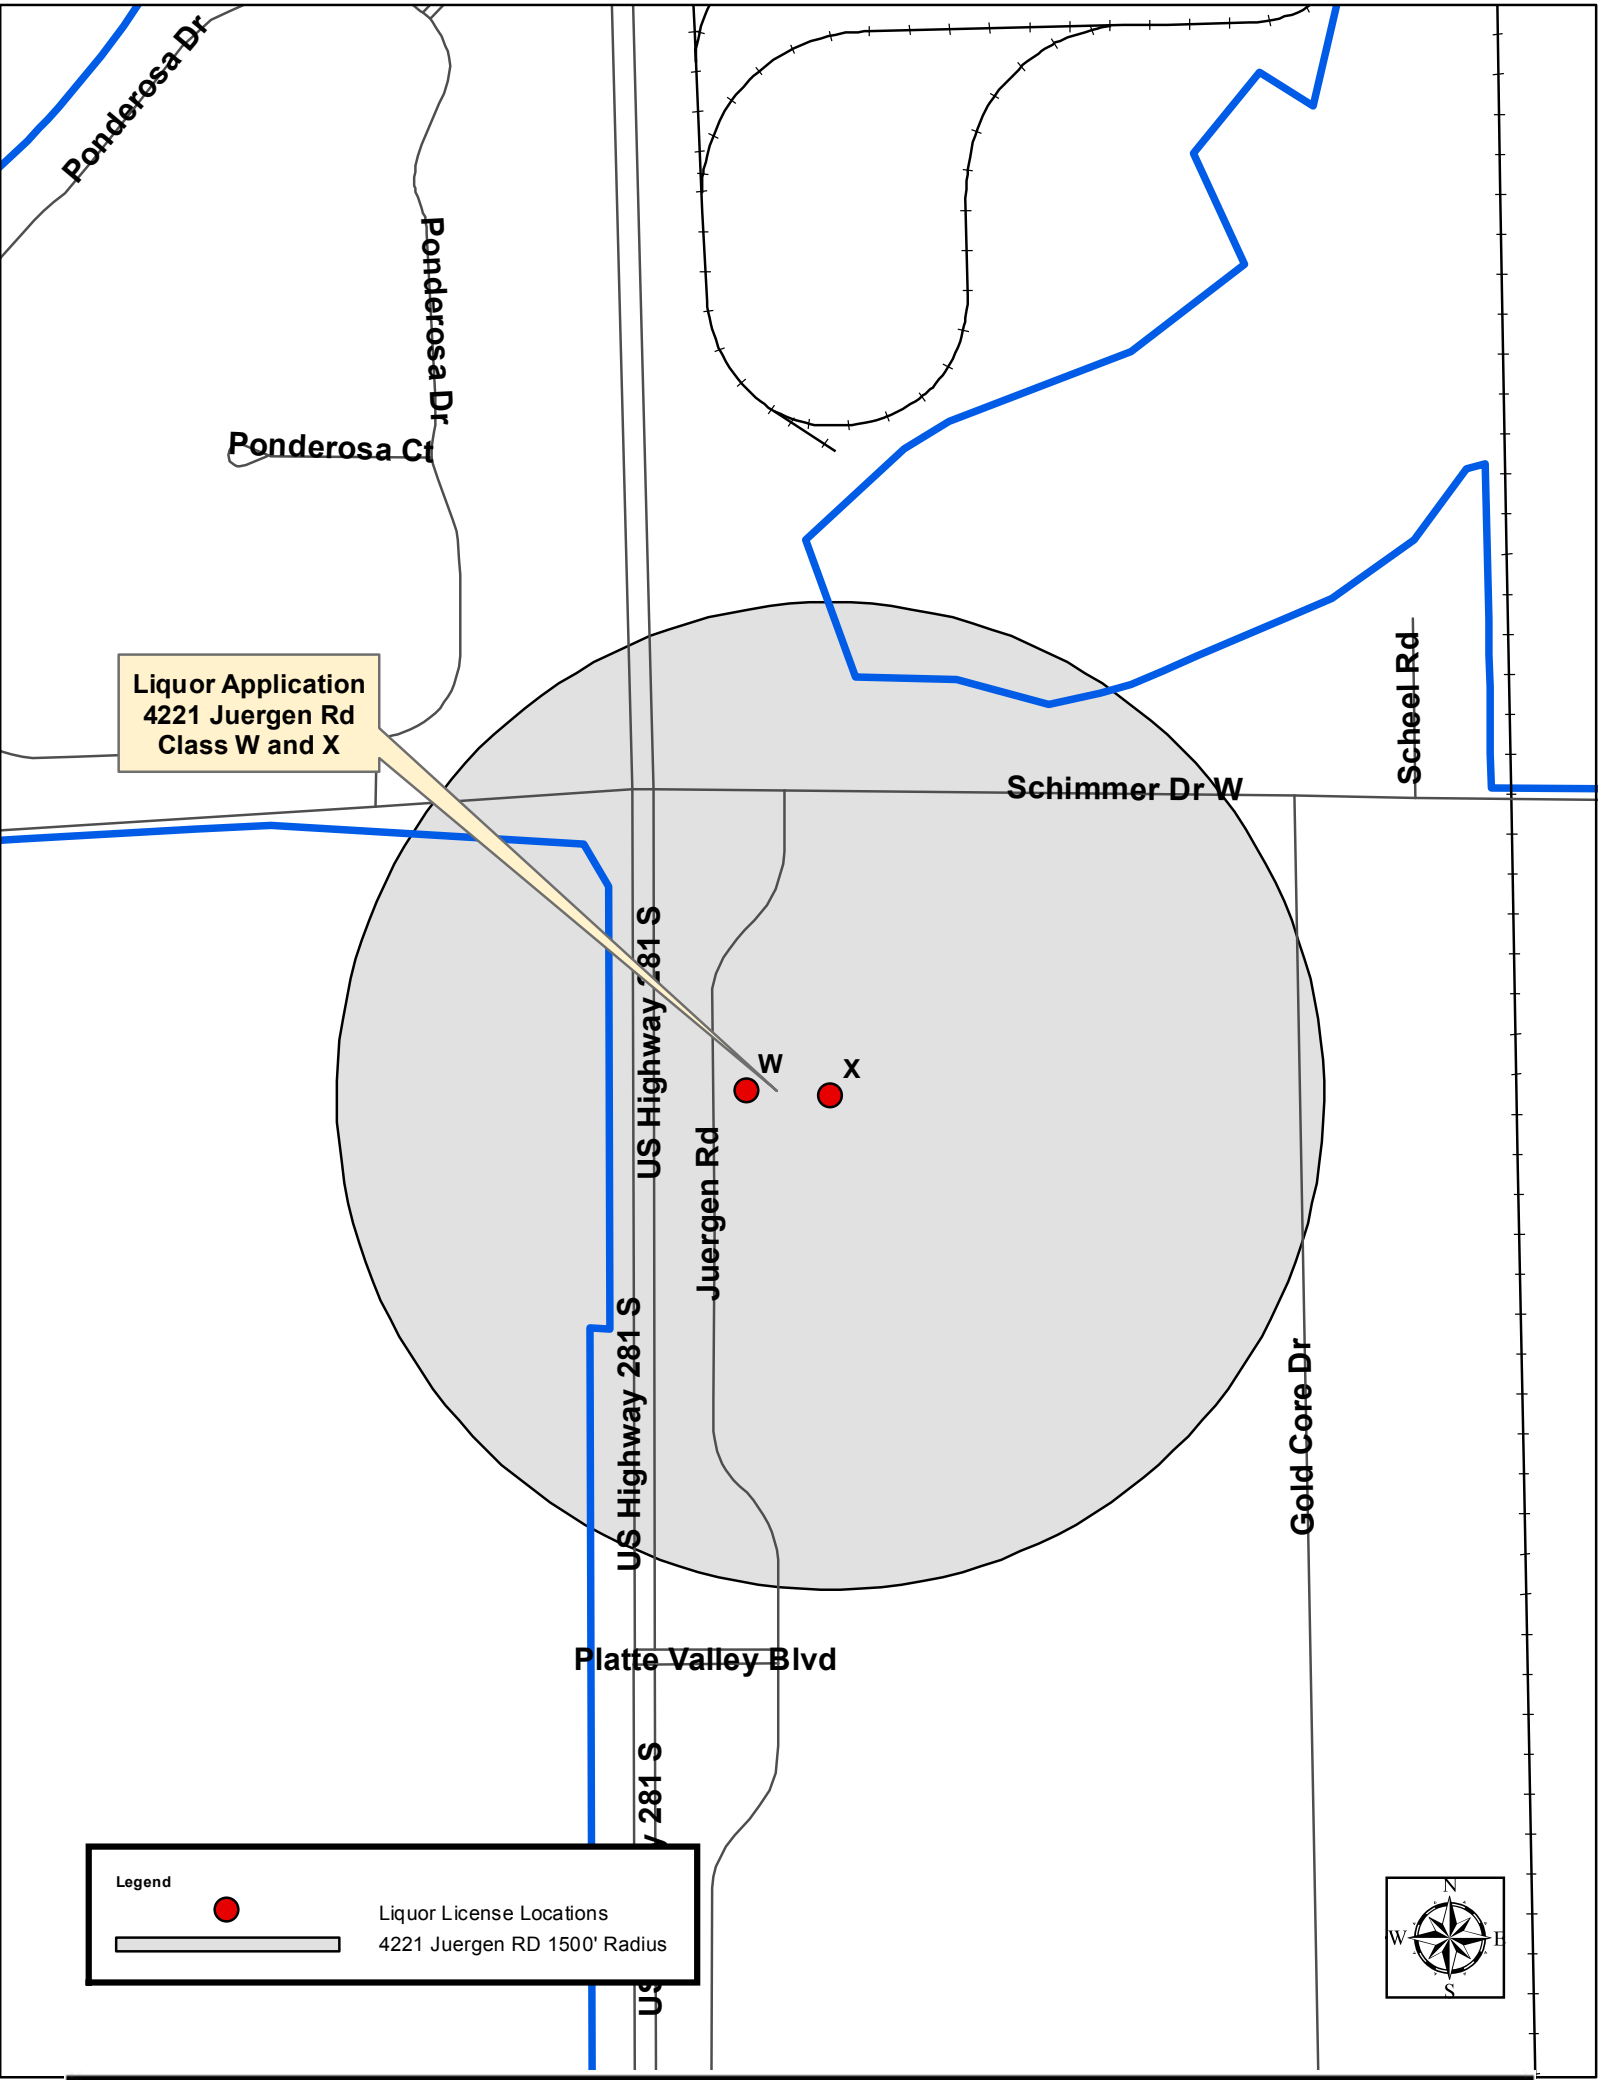 Ponderosa Dr
Ponderosa Dr
Ponderosa Ct
Liquor Application
4221 Juergen Rd
Class W and X
Scheel Rd
Schimmer Dr W
US Highway 281 S
W
X
Juergen Rd
US Highway 281 S
Gold Core Dr
Platte Valley Blvd
US
y 281 S
Legend
Liquor License Locations
4221 Juergen RD 1500' Radius
N
W
E
S